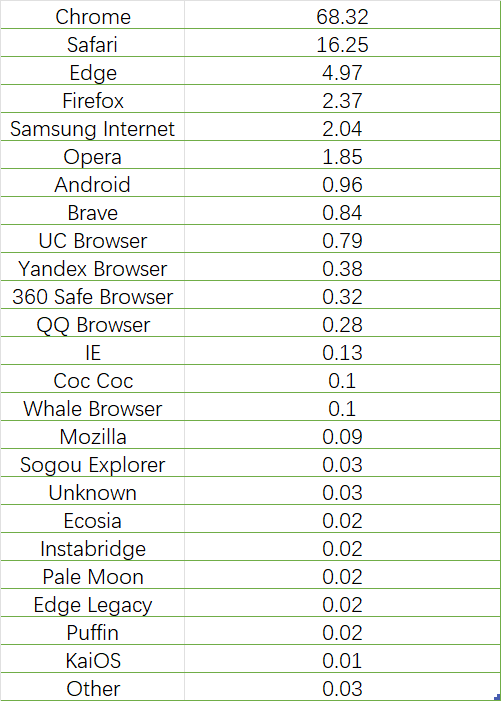 Chrome 68.32
Safari 16.25
Edge 4.97
Firefox 2.37
Samsung Internet 2.04
Opera 1.85
Android 0.96
Brave 0.84
UC Browser 0.79
Yandex Browser 0.38
360 Safe Browser 0.32
QQ Browser 0.28
IE 0.13
Coc Coc 0.1
Whale Browser 0.1
Mozilla 0.09
Sogou Explorer 0.03
Unknown 0.03
Ecosia 0.02
Instabridge 0.02
Pale Moon 0.02
Edge Legacy 0.02
Puffin 0.02
KaiOS 0.01
Other 0.03